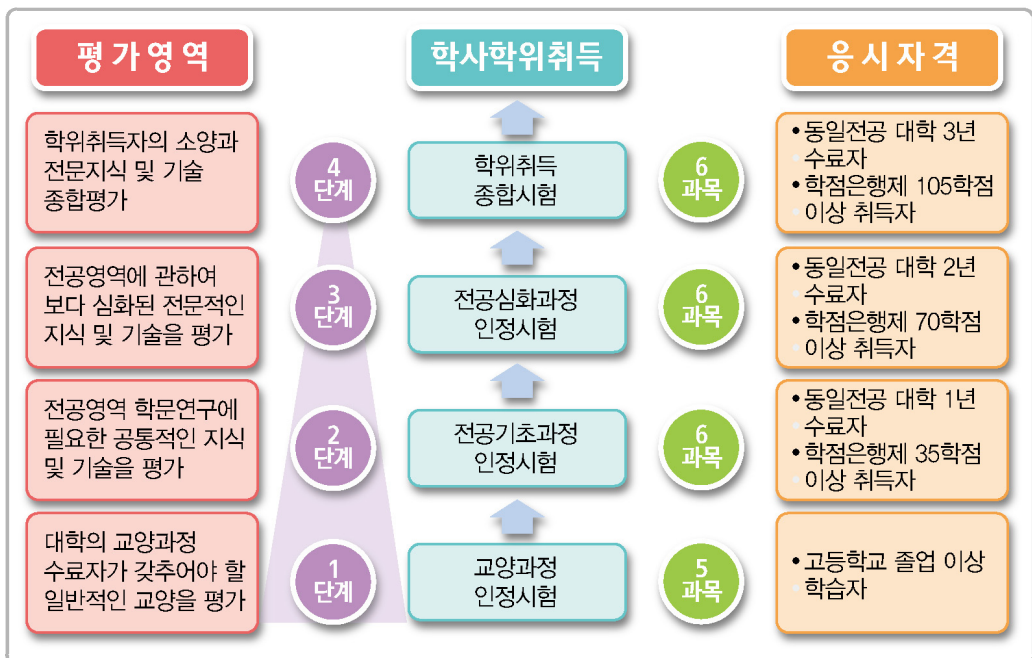 평가영역
학사학위취득
응시자격
학위취득자의 소양과
전문지식 및 기술
종합평가
4
단계
학위취득
종합시험
6
과목
•동일전공 대학 3년
수료자
•학점은행제 105학점
이상 취득자
전공영역에 관하여
보다 심화된 전문적인
지식 및 기술을 평가
3
단계
전공심화과정
인정시험
6
과목
•동일전공 대학 2년
수료자
•학점은행제 70학점
이상 취득자
전공영역 학문연구에
필요한 공통적인 지식
및 기술을 평가
2
단계
전공기초과정
인정시험
6
과목
•동일전공 대학 1년
수료자
•학점은행제 35학점
이상 취득자
대학의 교양과정
수료자가 갖추어야 할
일반적인 교양을 평가
1
단계
교양과정
인정시험
5
과목
•고등학교 졸업 이상
학습자